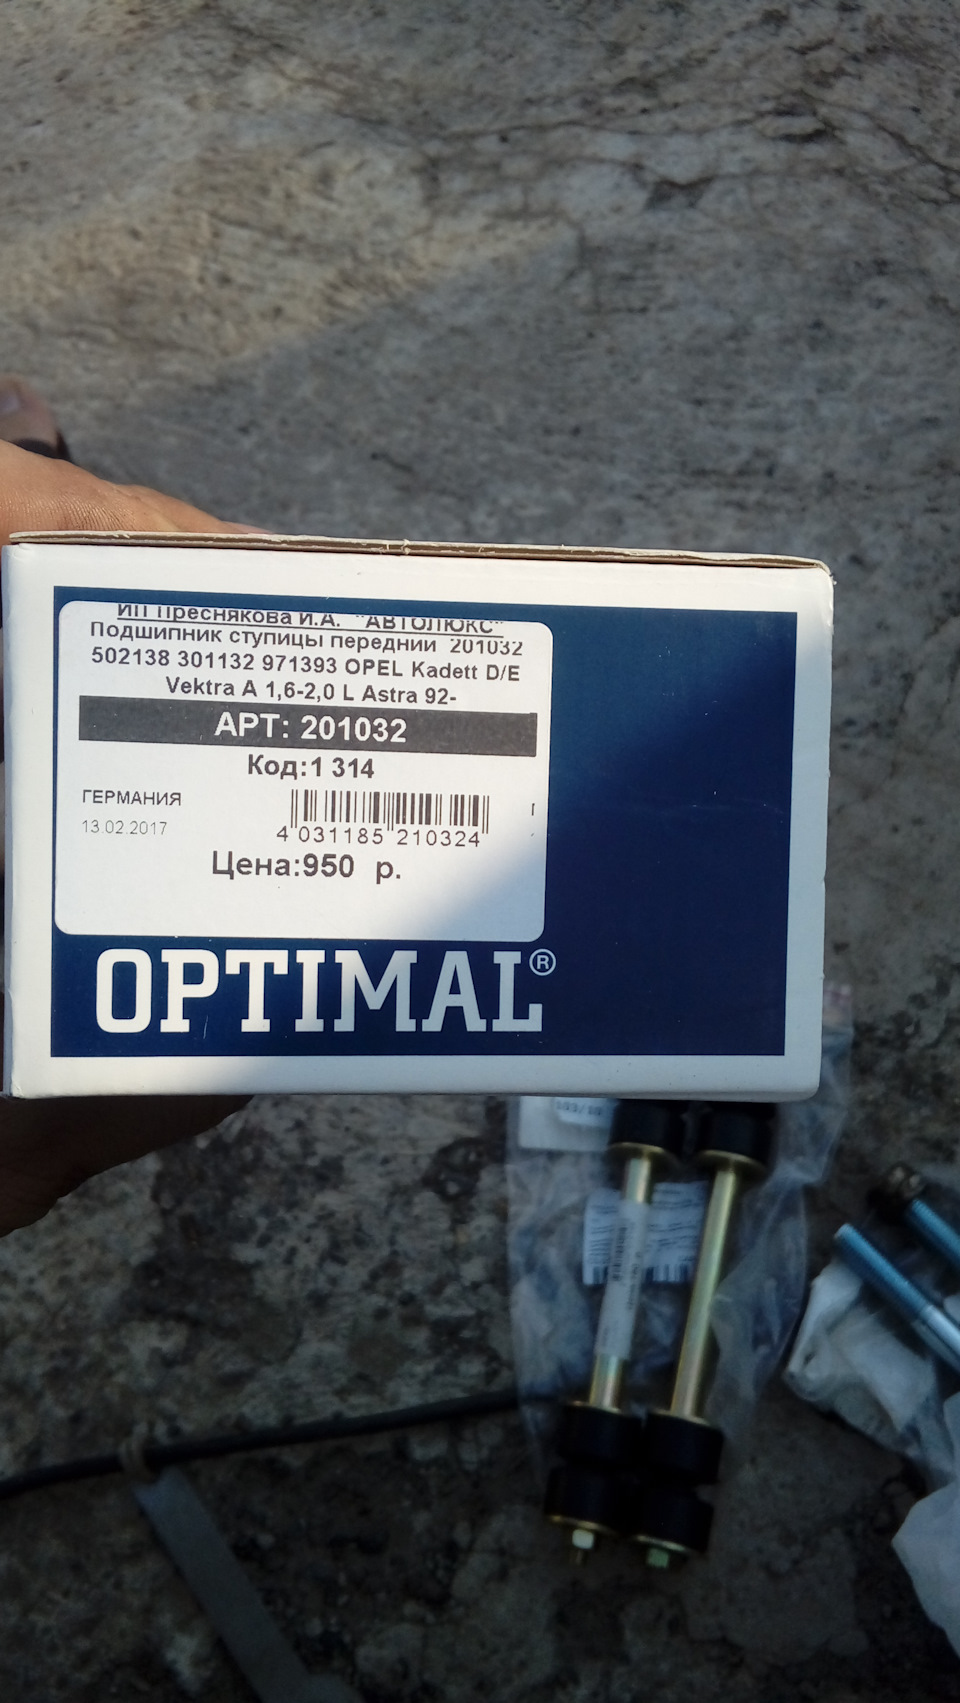 ИП Преснякова И.А. "АВТОЛЮКС"
Подшипник ступицы передний 201032
502138 301132 971393 OPEL Kadett D/E
Vektra A 1,6-2,0 L Astra 92-
АРТ: 201032
Код:1 314
ГЕРМАНИЯ
13.02.2017
4 031185 210324
Цена:950 р.
OPTIMAL®